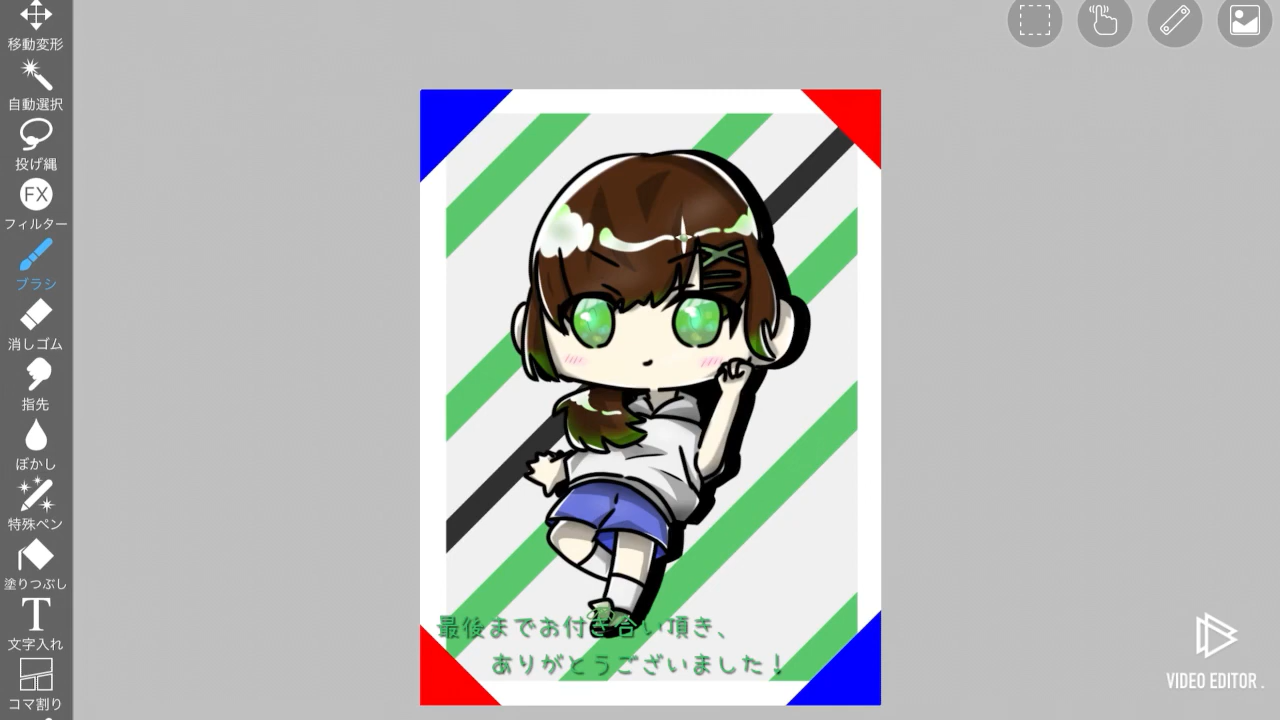 移動変形
自動選択
投げ縄
FX
フィルター
ブラシ
消しゴム
指先
ぼかし
特殊ペン
塗りつぶし
T
文字入れ
コマ割り
最後までお付き合い頂き、
ありがとうございました！
VIDEO EDITOR .